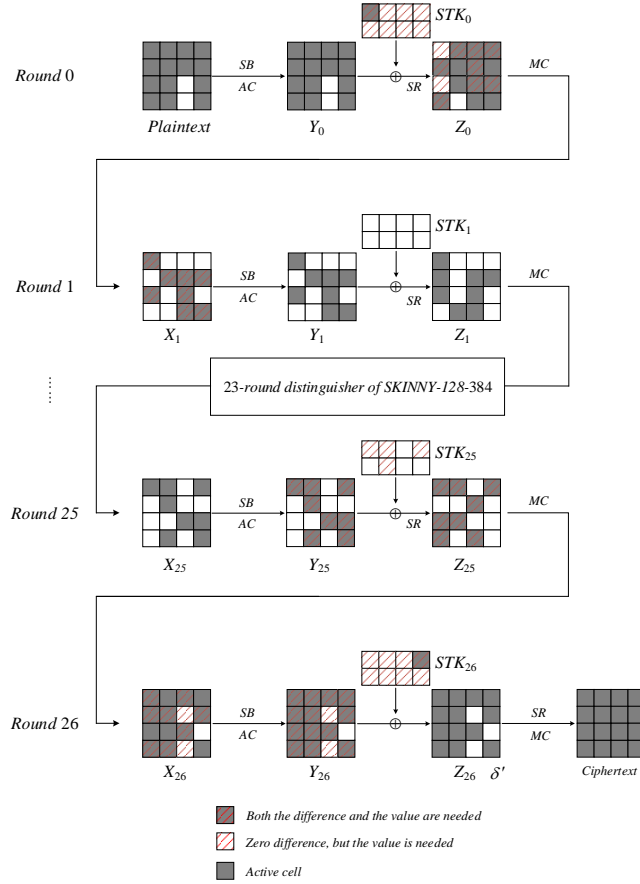 STK0
Round 0
SB
AC
SR
MC
Plaintext
Y0
Z0
STK1
Round 1
SB
AC
SR
MC
X1
Y1
Z1
23-round distinguisher of SKINNY-128-384
STK25
Round 25
SB
AC
SR
MC
X25
Y25
Z25
STK26
Round 26
SB
AC
SR
MC
X26
Y26
Z26 δ'
Ciphertext
Both the difference and the value are needed
Zero difference, but the value is needed
Active cell